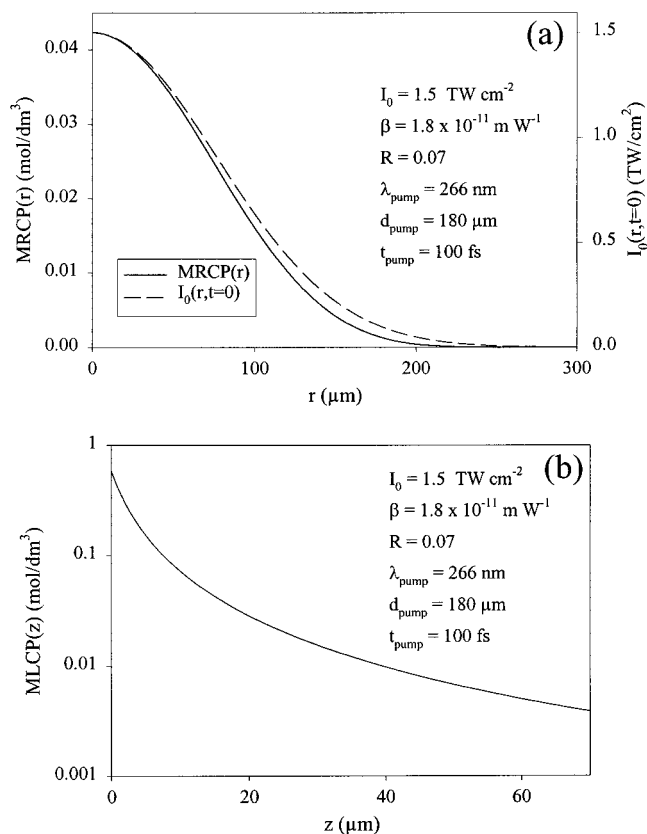 (a)
MRCP(r) (mol/dm³)
0.04
0.03
0.02
0.01
0.00
I₀ = 1.5 TW cm⁻²
β = 1.8 x 10⁻¹¹ m W⁻¹
R = 0.07
λpump = 266 nm
dpump = 180 µm
tpump = 100 fs
MRCP(r)
I₀(r,t=0)
1.5
1.0
0.5
0.0
I₀(r,t=0) (TW/cm²)
0 100 200 300
r (µm)
(b)
MLCP(z) (mol/dm³)
1
0.1
0.01
0.001
I₀ = 1.5 TW cm⁻²
β = 1.8 x 10⁻¹¹ m W⁻¹
R = 0.07
λpump = 266 nm
dpump = 180 µm
tpump = 100 fs
0 20 40 60
z (µm)